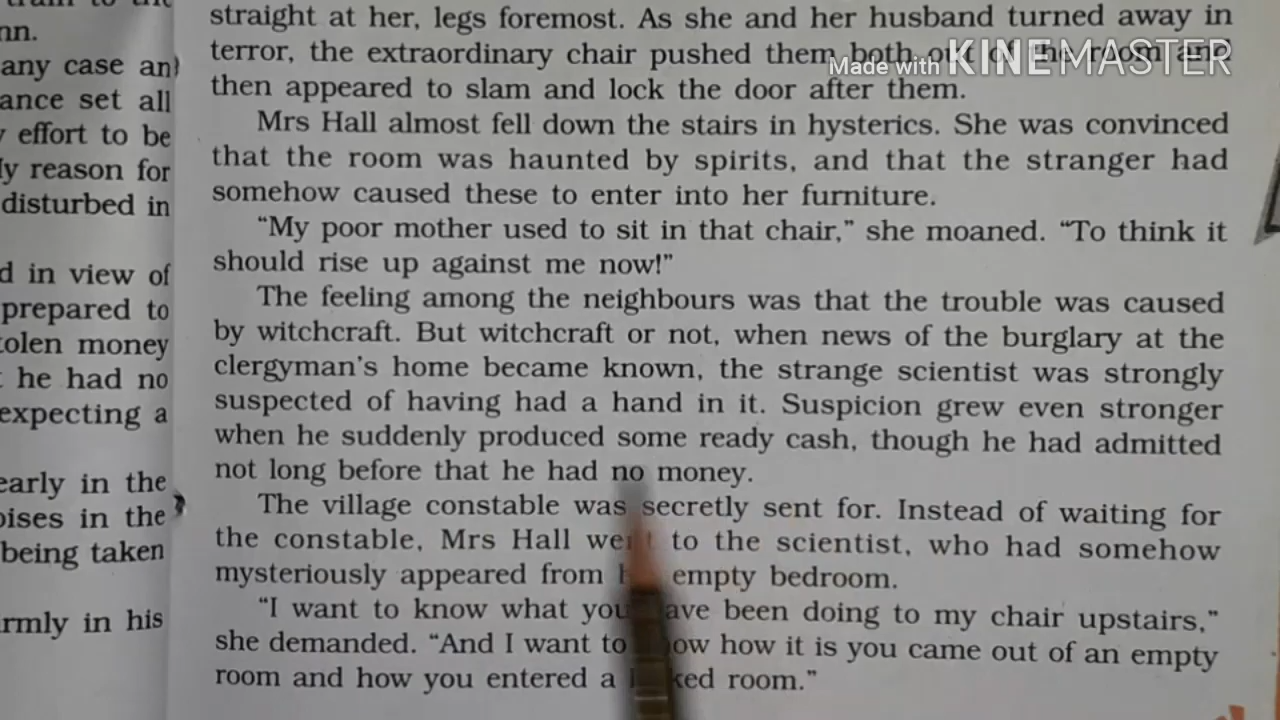 nn.
any case an
ance set all
effort to be
ly reason for
disturbed in
d in view of
prepared to
tolen money
he had no
expecting a
early in the
oises in the
being taken
rmly in his
straight at her, legs foremost. As she and her husband turned away in
terror, the extraordinary chair pushed them both out of the room and
then appeared to slam and lock the door after them.
Mrs Hall almost fell down the stairs in hysterics. She was convinced
that the room was haunted by spirits, and that the stranger had
somehow caused these to enter into her furniture.
“My poor mother used to sit in that chair,” she moaned. “To think it
should rise up against me now!”
The feeling among the neighbours was that the trouble was caused
by witchcraft. But witchcraft or not, when news of the burglary at the
clergyman’s home became known, the strange scientist was strongly
suspected of having had a hand in it. Suspicion grew even stronger
when he suddenly produced some ready cash, though he had admitted
not long before that he had no money.
The village constable was secretly sent for. Instead of waiting for
the constable, Mrs Hall went to the scientist, who had somehow
mysteriously appeared from empty bedroom.
“I want to know what you have been doing to my chair upstairs,”
she demanded. “And I want to know how it is you came out of an empty
room and how you entered a locked room.”
Made with KINEMASTER